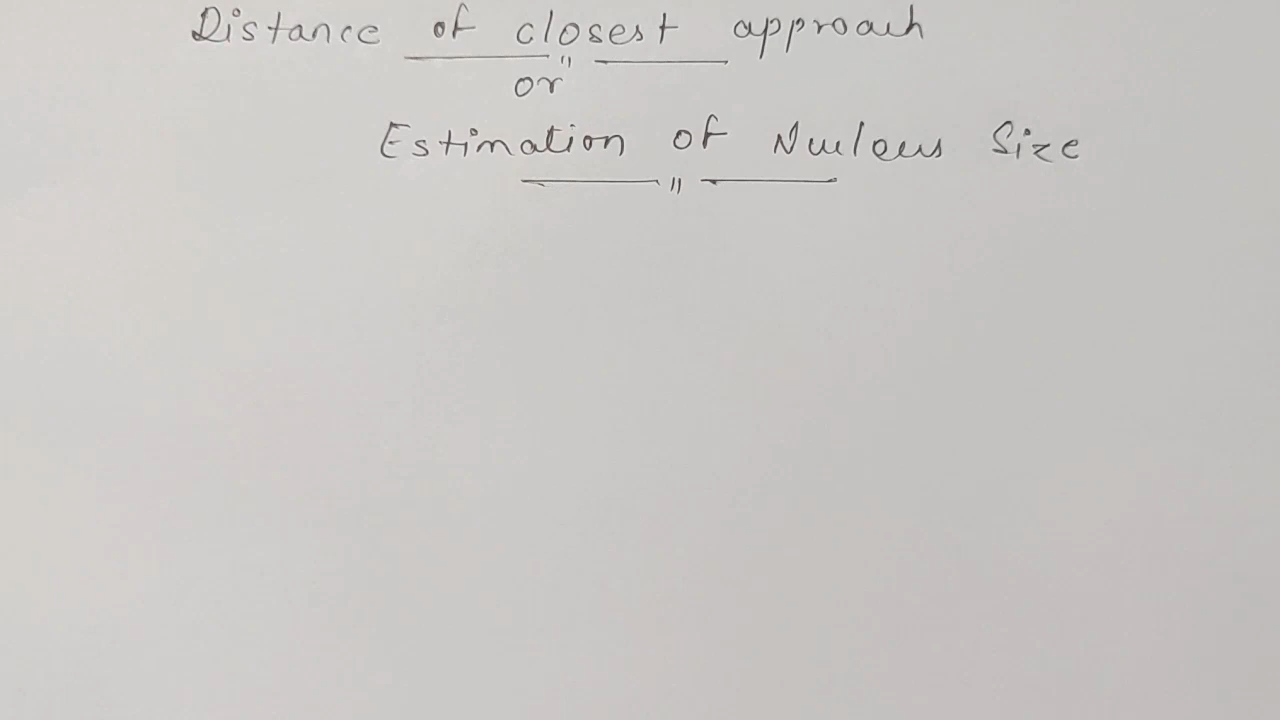 Distance of closest approach
or
Estimation of Nucleus Size